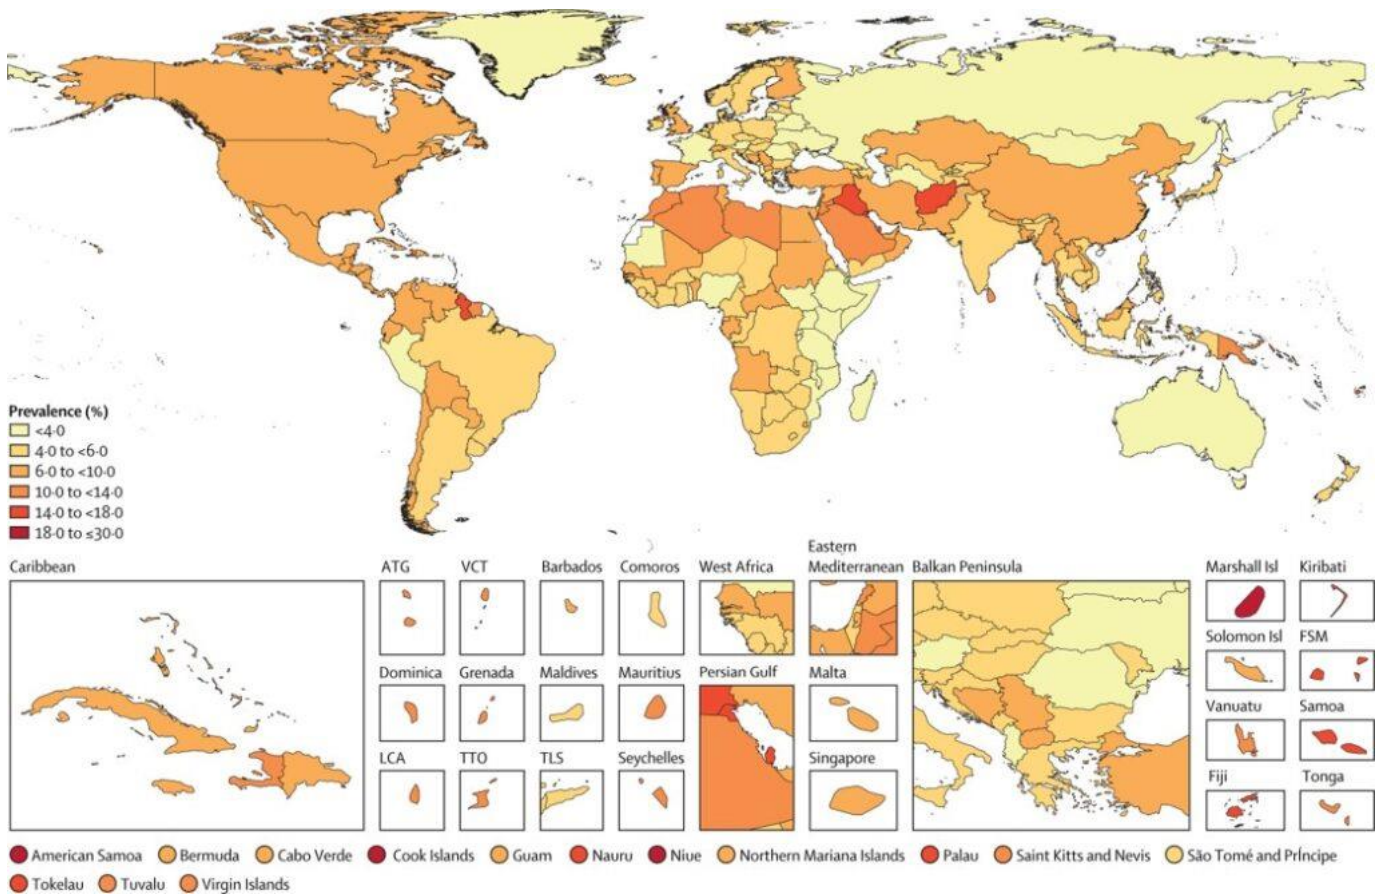 Prevalence (%)
<4·0
4·0 to <6·0
6·0 to <10·0
10·0 to <14·0
14·0 to <18·0
18·0 to ≤30·0
Caribbean
ATG
VCT
Barbados
Comoros
West Africa
Eastern
Mediterranean
Balkan Peninsula
Marshall Isl
Kiribati
Solomon Isl
FSM
Dominica
Grenada
Maldives
Mauritius
Persian Gulf
Malta
Vanuatu
Samoa
LCA
TTO
TLS
Seychelles
Singapore
Fiji
Tonga
American Samoa
Bermuda
Cabo Verde
Cook Islands
Guam
Nauru
Niue
Northern Mariana Islands
Palau
Saint Kitts and Nevis
São Tomé and PrÍncipe
Tokelau
Tuvalu
Virgin Islands